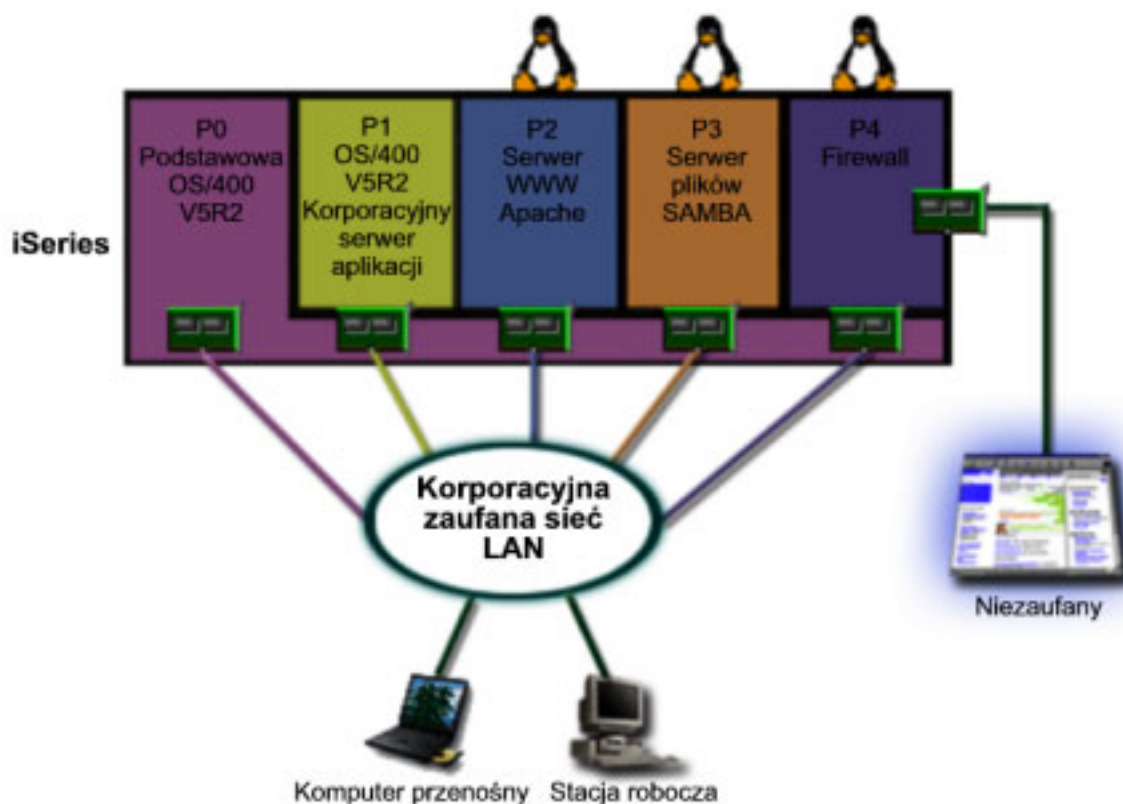 P0
Podstawowa
OS/400
V5R2
P1
OS/400
V5R2
Korporacyjny
serwer
aplikacji
P2
Serwer
WWW
Apache
P3
Serwer
plików
SAMBA
P4
Firewall
iSeries
Korporacyjna
zaufana sieć
LAN
Niezaufany
Komputer przenośny
Stacja robocza